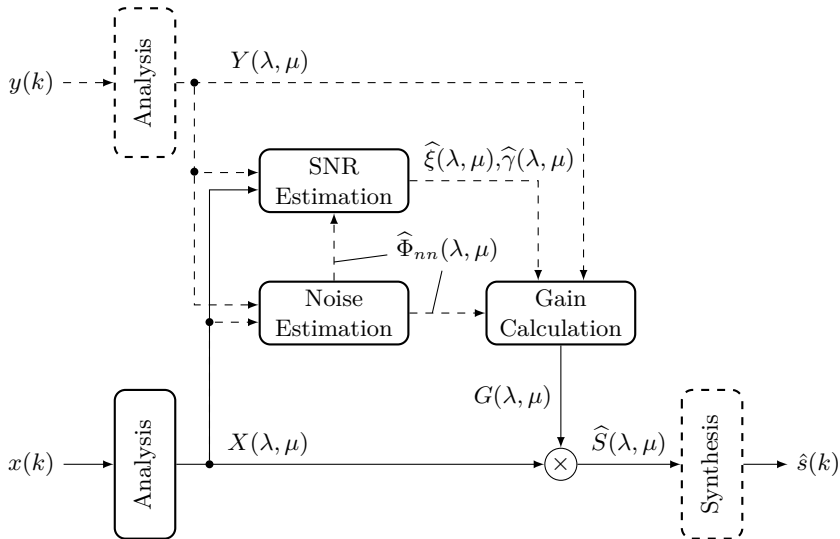 y(k)
Analysis
Y(λ, μ)
SNR
Estimation
ξ̂(λ, μ),γ̂(λ, μ)
Φ̂ₙₙ(λ, μ)
Noise
Estimation
Gain
Calculation
G(λ, μ)
x(k)
Analysis
X(λ, μ)
×
Ŝ(λ, μ)
Synthesis
ŝ(k)